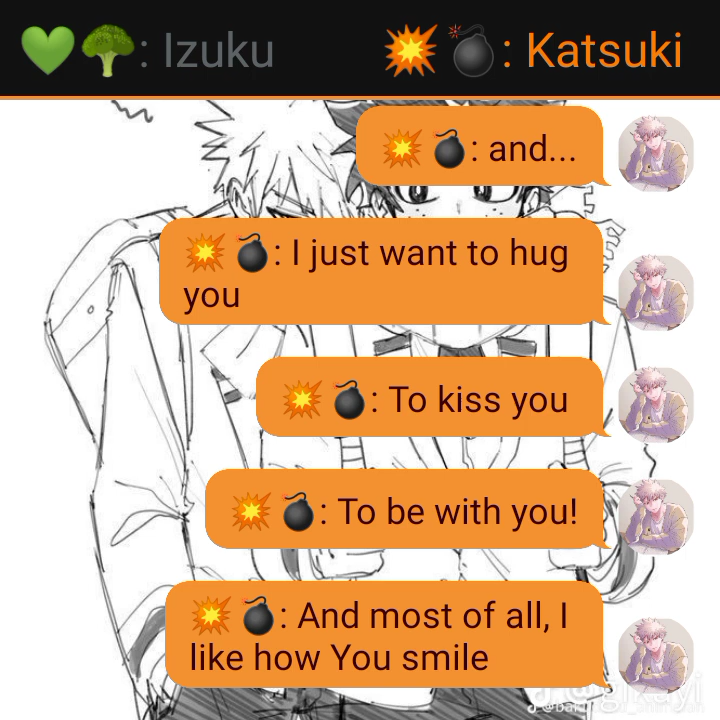 💚🥦: Izuku 💥💣: Katsuki
💥💣: and...
💥💣: I just want to hug
you
💥💣: To kiss you
💥💣: To be with you!
💥💣: And most of all, I
like how You smile